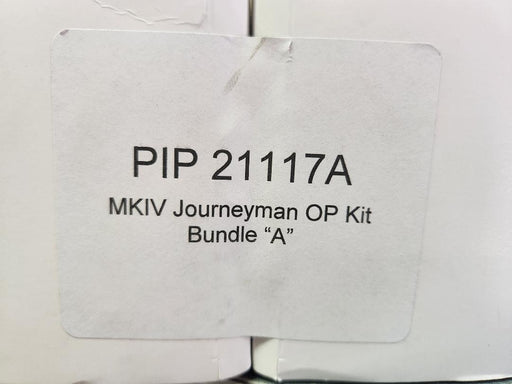 PIP 21117A
MKIV Journeyman OP Kit
Bundle “A”